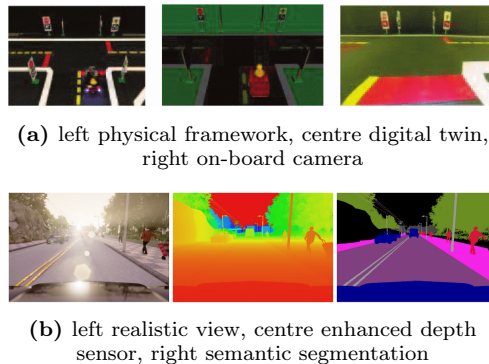 (a) left physical framework, centre digital twin,
right on-board camera
(b) left realistic view, centre enhanced depth
sensor, right semantic segmentation